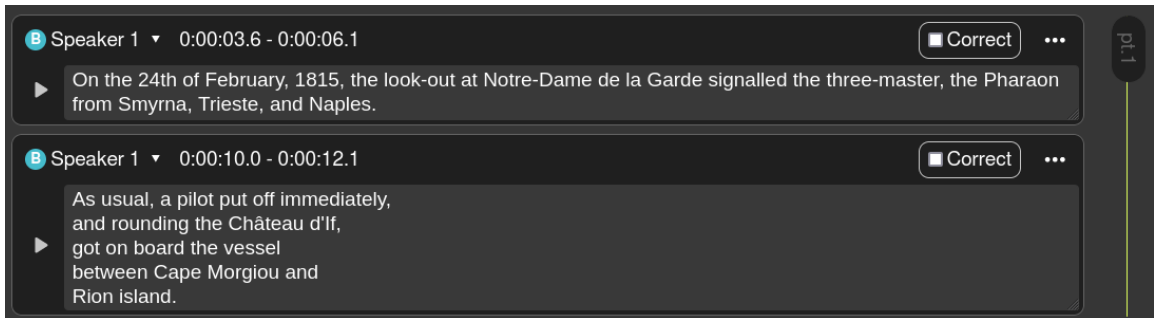 B Speaker 1 ▼ 0:00:03.6 - 0:00:06.1 Correct •••
On the 24th of February, 1815, the look-out at Notre-Dame de la Garde signalled the three-master, the Pharaon
from Smyrna, Trieste, and Naples.
B Speaker 1 ▼ 0:00:10.0 - 0:00:12.1 Correct •••
As usual, a pilot put off immediately,
and rounding the Château d'If,
got on board the vessel
between Cape Morgiou and
Rion island.
pt.1